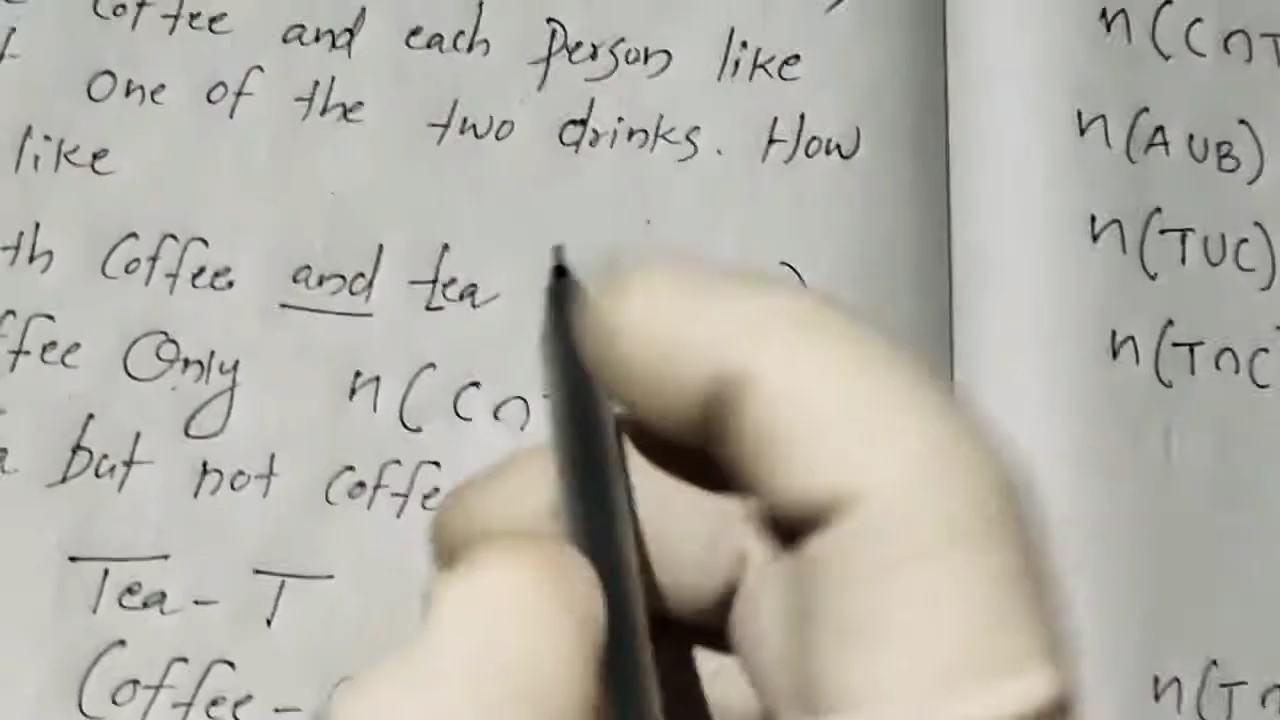 Coffee and each Person like
One of the two drinks. How
like
th Coffee and tea )
ffee Only n(C∩
but not coffe
Tea - T
Coffee -
n(C∩T
n(A∪B)
n(T∪C)
n(T∩C
n(T∩